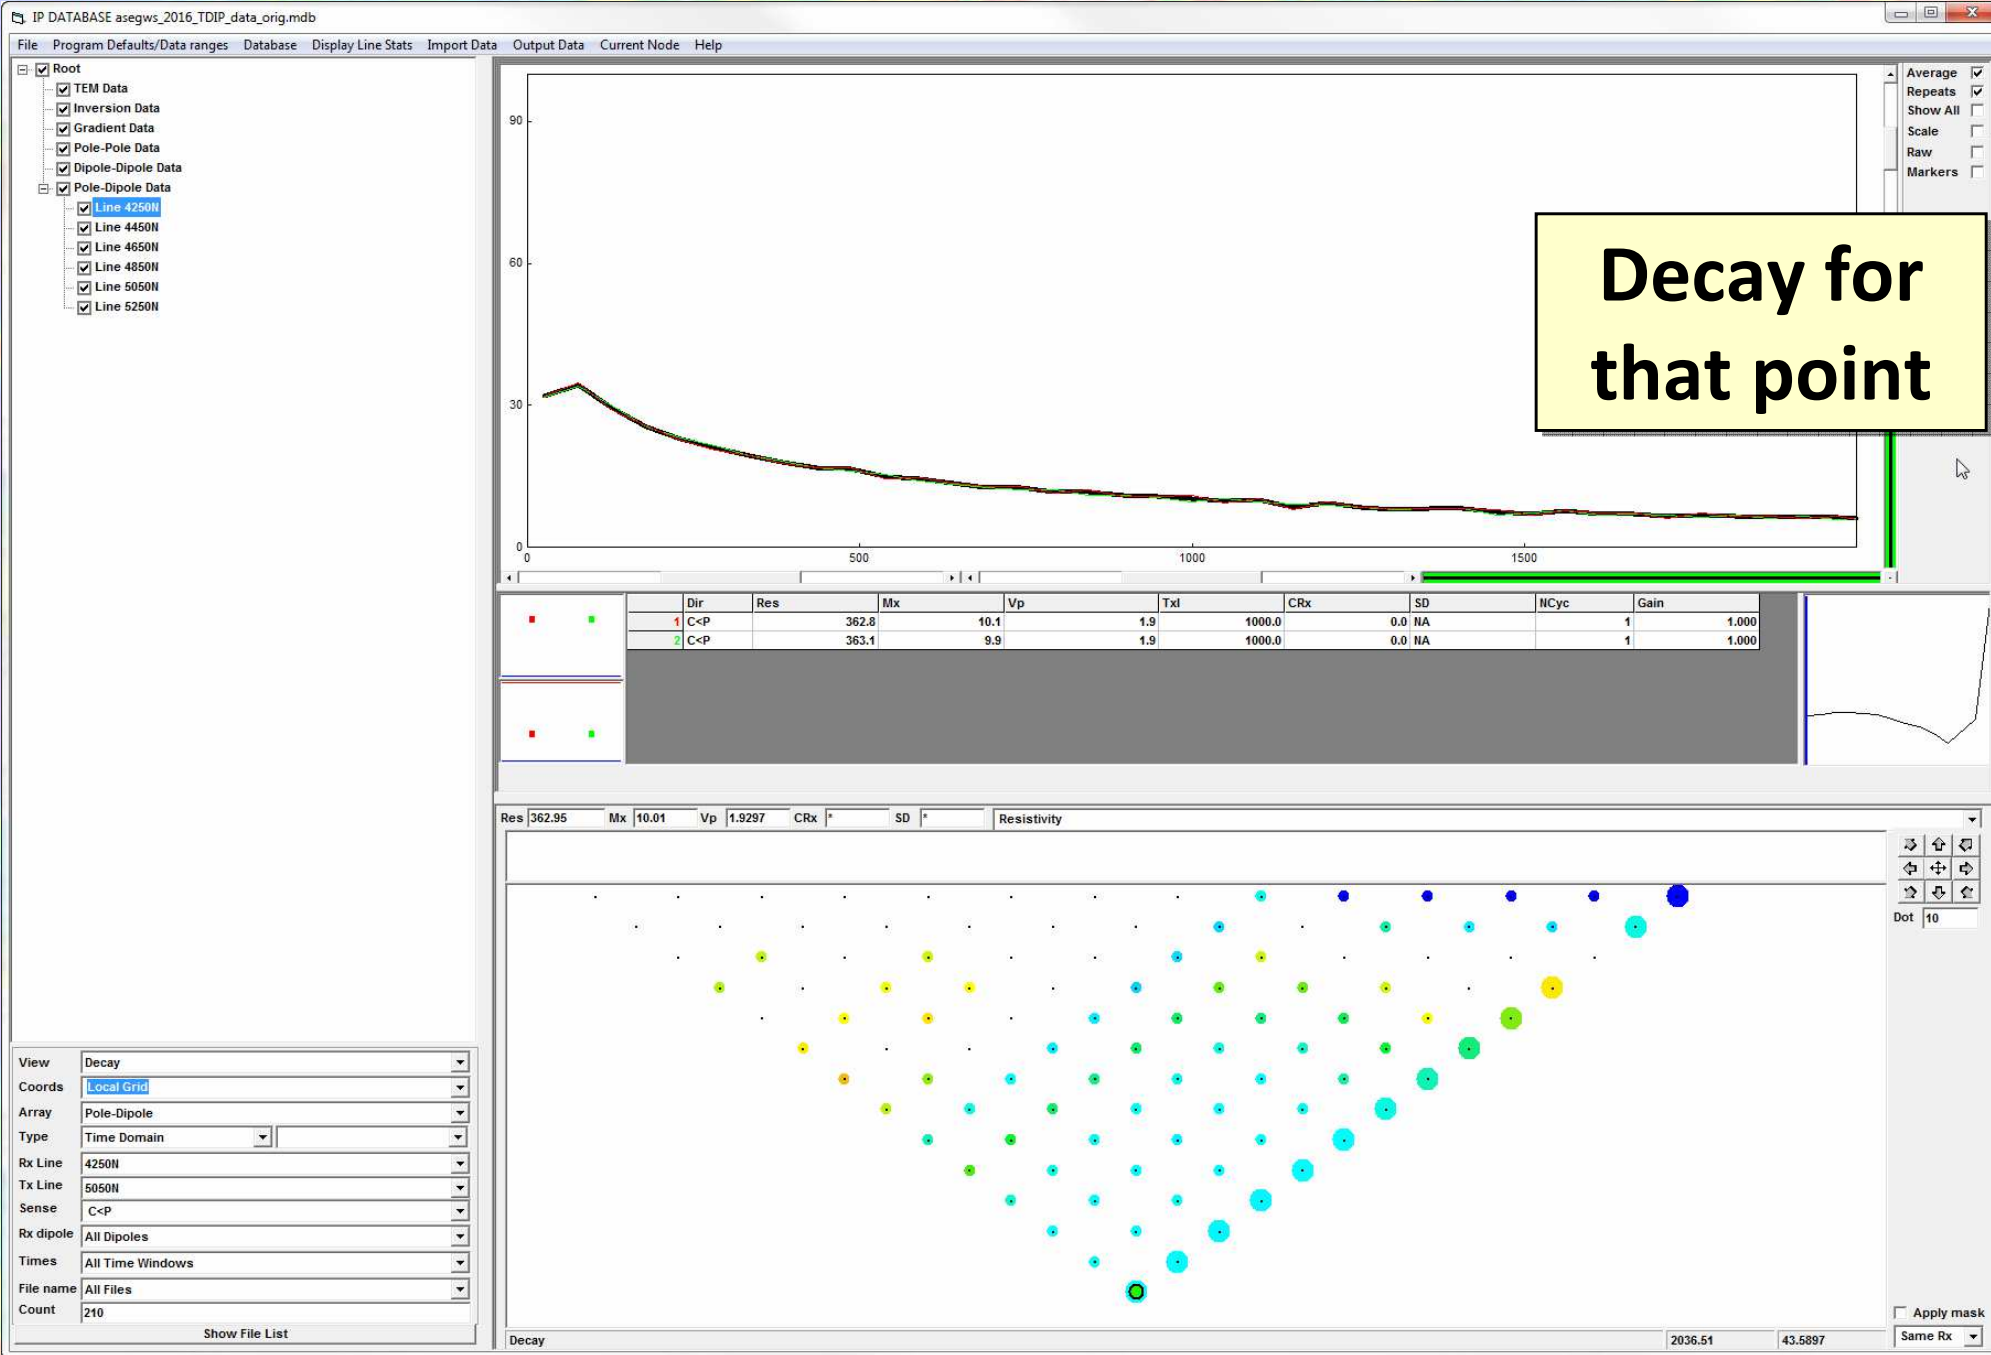 IP DATABASE asegws_2016_TDIP_data_orig.mdb
File Program Defaults/Data ranges Database Display Line Stats Import Data Output Data Current Node Help
Root
TEM Data
Inversion Data
Gradient Data
Pole-Pole Data
Dipole-Dipole Data
Pole-Dipole Data
Line 4250N
Line 4450N
Line 4650N
Line 4850N
Line 5050N
Line 5250N
90
60
30
0
0 500 1000 1500
Average
Repeats
Show All
Scale
Raw
Markers
Decay for
that point
Dir Res Mx Vp TxI CRx SD NCyc Gain
1 C<P 362.8 10.1 1.9 1000.0 0.0 NA 1 1.000
2 C<P 363.1 9.9 1.9 1000.0 0.0 NA 1 1.000
Res 362.95 Mx 10.01 Vp 1.9297 CRx * SD * Resistivity
Dot 10
View Decay
Coords Local Grid
Array Pole-Dipole
Type Time Domain
Rx Line 4250N
Tx Line 5050N
Sense C<P
Rx dipole All Dipoles
Times All Time Windows
File name All Files
Count 210
Show File List
Apply mask
Same Rx
Decay 2036.51 43.5897